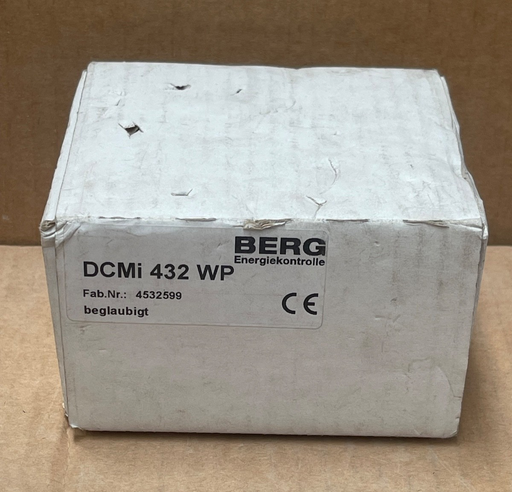 BERG
Energiekontrolle
DCMi 432 WP
Fab.Nr.: 4532599
beglaubigt
CE